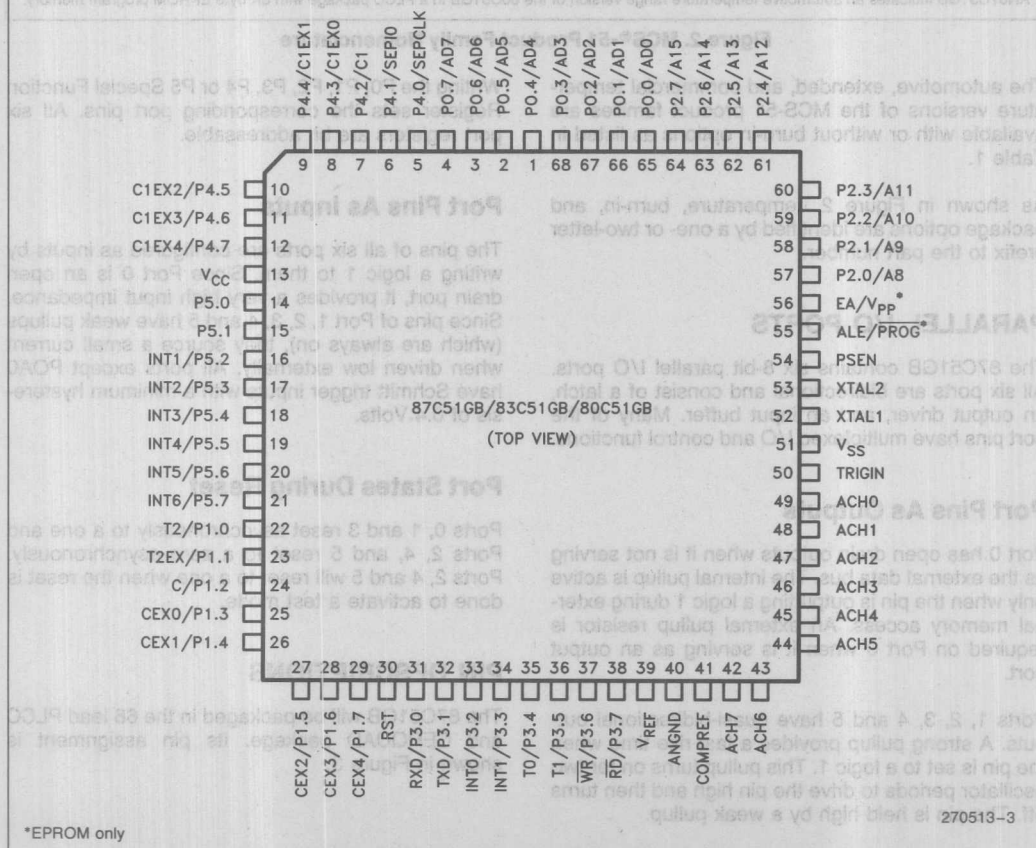 P4.4/C1EX1
P4.3/C1EX0
P4.2/C1
P4.1/SEPIO
P4.0/SEPCLK
P0.7/AD7
P0.6/AD6
P0.5/AD5
P0.4/AD4
P0.3/AD3
P0.2/AD2
P0.1/AD1
P0.0/AD0
P2.7/A15
P2.6/A14
P2.5/A13
P2.4/A12
9 8 7 6 5 4 3 2 1 68 67 66 65 64 63 62 61
C1EX2/P4.5 10
C1EX3/P4.6 11
C1EX4/P4.7 12
VCC 13
P5.0 14
P5.1 15
INT1/P5.2 16
INT2/P5.3 17
INT3/P5.4 18
INT4/P5.5 19
INT5/P5.6 20
INT6/P5.7 21
T2/P1.0 22
T2EX/P1.1 23
C/P1.2 24
CEX0/P1.3 25
CEX1/P1.4 26
87C51GB/83C51GB/80C51GB
(TOP VIEW)
60 P2.3/A11
59 P2.2/A10
58 P2.1/A9
57 P2.0/A8
56 EA/VPP*
55 ALE/PROG*
54 PSEN
53 XTAL2
52 XTAL1
51 VSS
50 TRIGIN
49 ACH0
48 ACH1
47 ACH2
46 ACH3
45 ACH4
44 ACH5
27 28 29 30 31 32 33 34 35 36 37 38 39 40 41 42 43
CEX2/P1.5
CEX3/P1.6
CEX4/P1.7
RST
RXD/P3.0
TXD/P3.1
INT0/P3.2
INT1/P3.3
T0/P3.4
T1/P3.5
WR/P3.6
RD/P3.7
VREF
ANGND
COMPREF
ACH7
ACH6
*EPROM only
270513-3